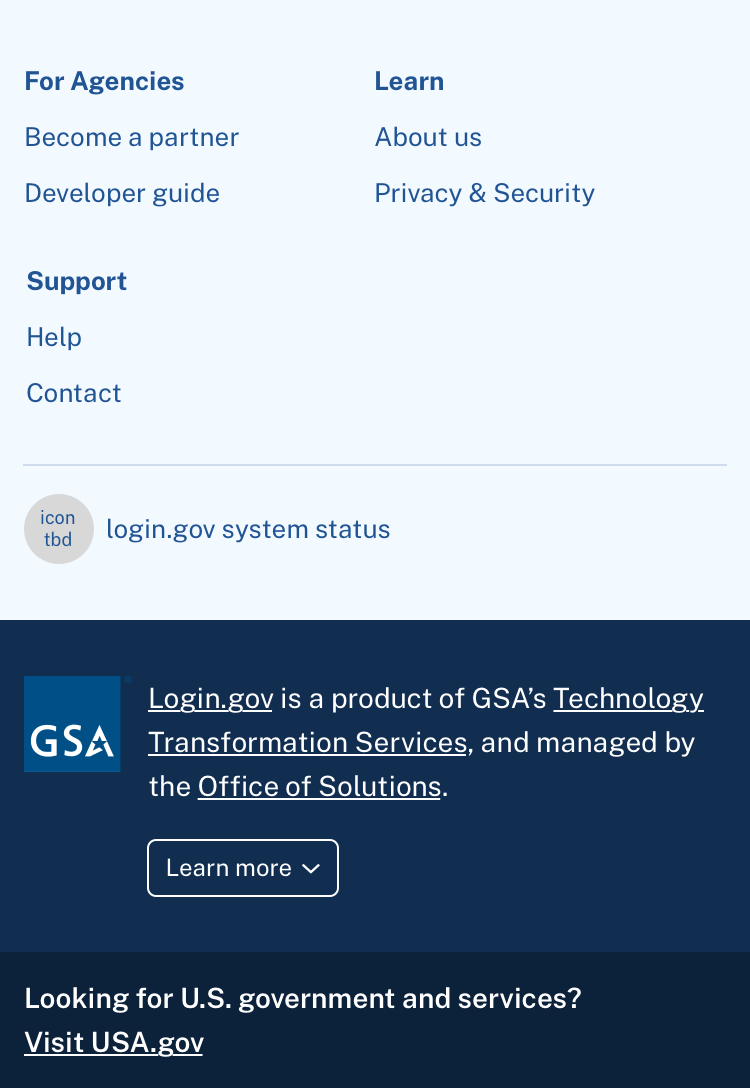 For Agencies
Become a partner
Developer guide
Learn
About us
Privacy & Security
Support
Help
Contact
icon
tbd
login.gov system status
GSA
Login.gov is a product of GSA’s Technology
Transformation Services, and managed by
the Office of Solutions.
Learn more
Looking for U.S. government and services?
Visit USA.gov